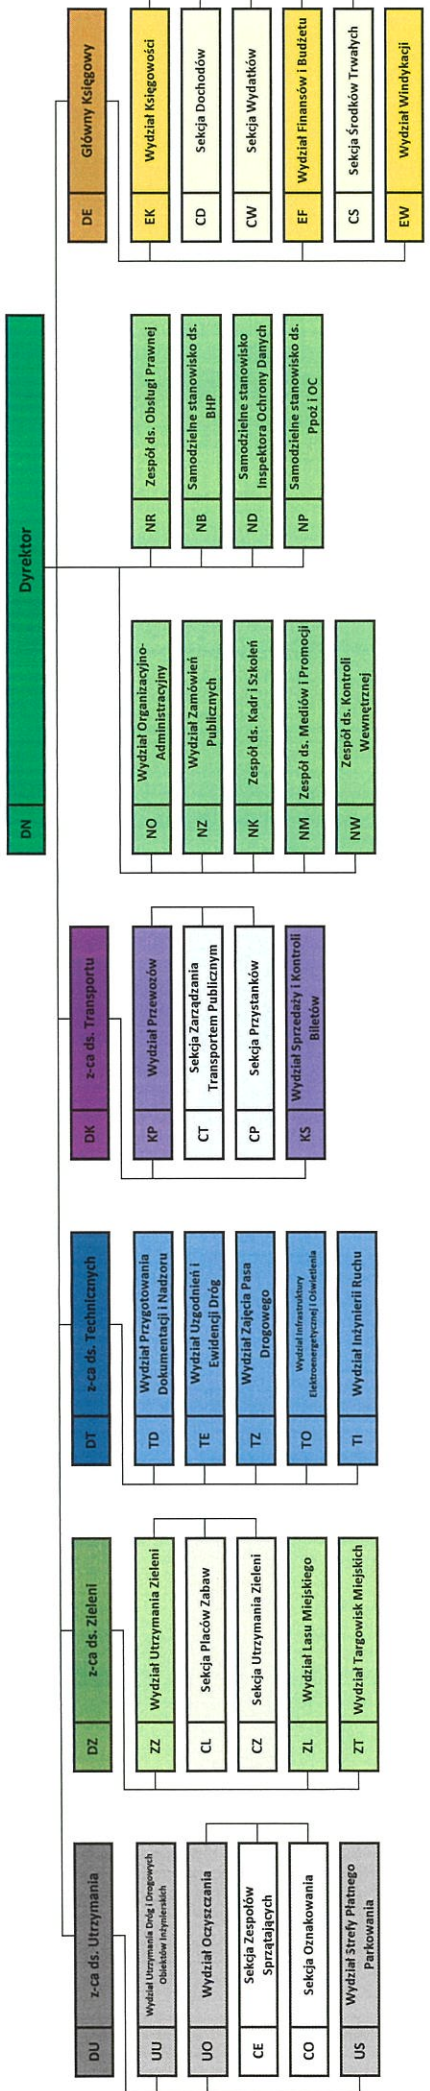 DN
Dyrektor
DU
z-ca ds. Utrzymania
UU
Wydział Utrzymania Dróg i Drogowych
Obiektów Inżynierskich
UO
Wydział Oczyszczania
CE
Sekcja Zespołów
Sprzątających
CO
Sekcja Oznakowania
US
Wydział Strefy Płatnego
Parkowania
DZ
z-ca ds. Zieleni
ZZ
Wydział Utrzymania Zieleni
CL
Sekcja Placów Zabaw
CZ
Sekcja Utrzymania Zieleni
ZL
Wydział Lasu Miejskiego
ZT
Wydział Targowisk Miejskich
DT
z-ca ds. Technicznych
TD
Wydział Przygotowania
Dokumentacji i Nadzoru
TE
Wydział Uzgodnień i
Ewidencji Dróg
TZ
Wydział Zajęcia Pasa
Drogowego
TO
Wydział Infrastruktury
Elektroenergetycznej i Oświetlenia
TI
Wydział Inżynierii Ruchu
DK
z-ca ds. Transportu
KP
Wydział Przewozów
CT
Sekcja Zarządzania
Transportem Publicznym
CP
Sekcja Przystanków
KS
Wydział Sprzedaży i Kontroli
Biletów
NO
Wydział Organizacyjno-
Administracyjny
NZ
Wydział Zamówień
Publicznych
NK
Zespół ds. Kadr i Szkoleń
NM
Zespół ds. Mediów i Promocji
NW
Zespół ds. Kontroli
Wewnętrznej
NR
Zespół ds. Obsługi Prawnej
NB
Samodzielne stanowisko ds.
BHP
ND
Samodzielne stanowisko
Inspektora Ochrony Danych
NP
Samodzielne stanowisko ds.
Ppoż i OC
DE
Główny Księgowy
EK
Wydział Księgowości
CD
Sekcja Dochodów
CW
Sekcja Wydatków
EF
Wydział Finansów i Budżetu
CS
Sekcja Środków Trwałych
EW
Wydział Windykacji